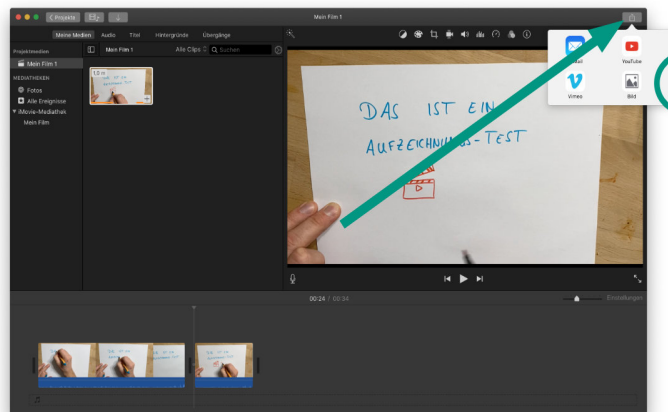 Projekte
Mein Film 1
Meine Medien Audio Titel Hintergründe Übergänge
Projektmedien
Mein Film 1
MEDIATHEKEN
Fotos
Alle Ereignisse
iMovie-Mediathek
Mein Film
Mein Film 1 Alle Clips Suchen
1,0 m
DAS IST EIN
AUFZEICHNUNGS-TEST
YouTube
Vimeo Bild
00:24 / 00:34
Einstellungen